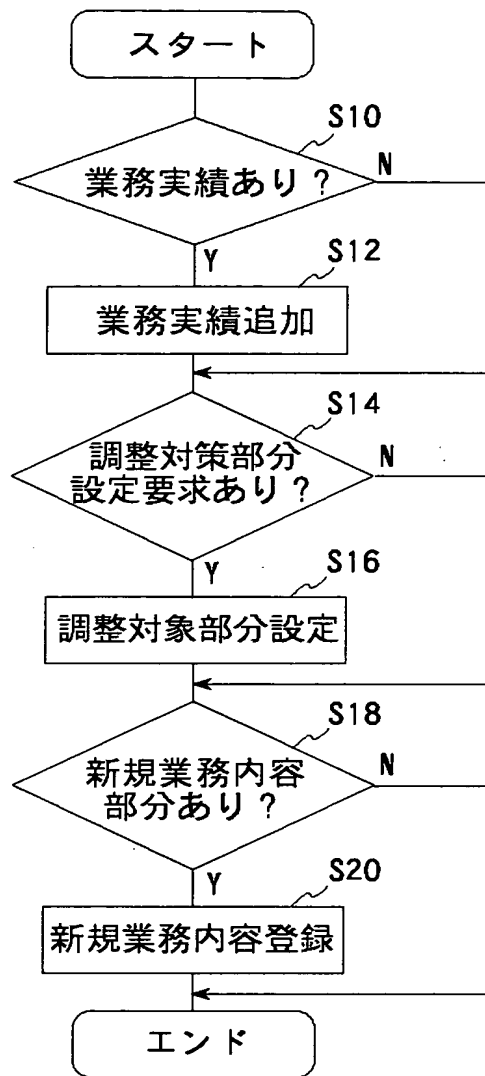 スタート
S10
業務実績あり?
N
Y
S12
業務実績追加
S14
調整対策部分
設定要求あり?
N
Y
S16
調整対象部分設定
S18
新規業務内容
部分あり?
N
Y
S20
新規業務内容登録
エンド